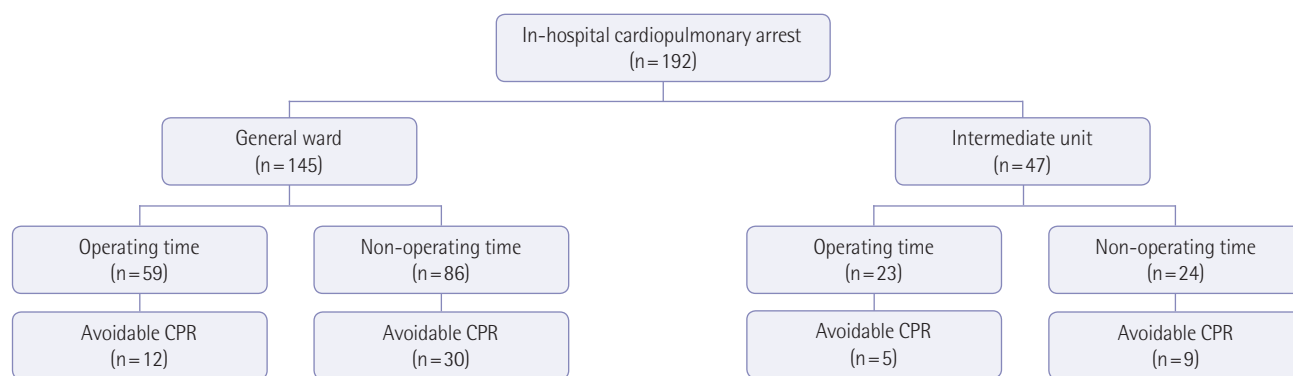 In-hospital cardiopulmonary arrest
(n=192)
General ward
(n=145)
Intermediate unit
(n=47)
Operating time
(n=59)
Non-operating time
(n=86)
Operating time
(n=23)
Non-operating time
(n=24)
Avoidable CPR
(n=12)
Avoidable CPR
(n=30)
Avoidable CPR
(n=5)
Avoidable CPR
(n=9)